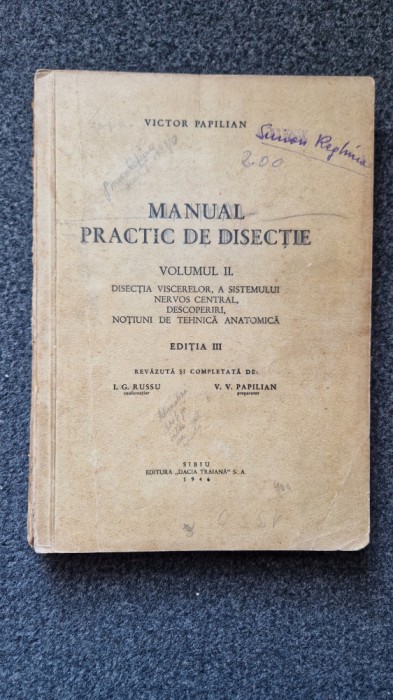 VICTOR PAPILIAN
Simon Reghina
200
MANUAL
PRACTIC DE DISECȚIE
VOLUMUL II.
DISECȚIA VISCERELOR, A SISTEMULUI
NERVOS CENTRAL,
DESCOPERIRI,
NOȚIUNI DE TEHNICĂ ANATOMICĂ
EDIȚIA III
REVĂZUTĂ ȘI COMPLETATĂ DE:
I. G. RUSSU V. V. PAPILIAN
conferențiar preparator
SIBIU
EDITURA „DACIA TRAIANĂ" S. A.
1946